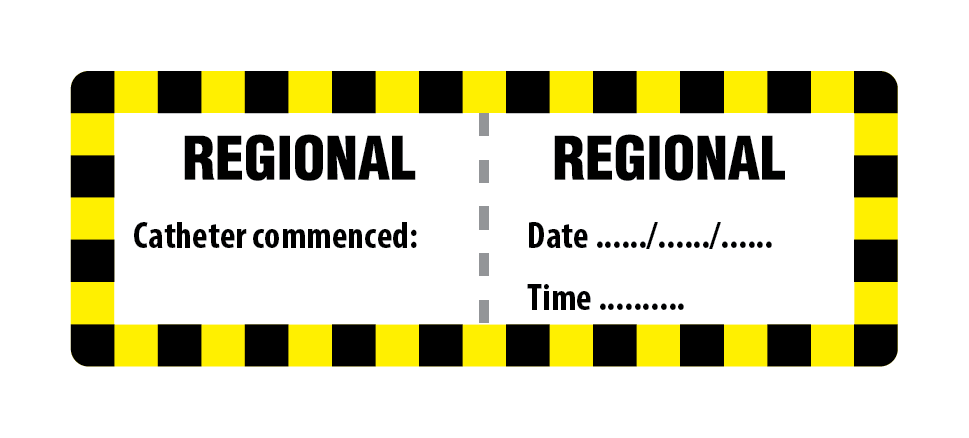 REGIONAL
Catheter commenced:
REGIONAL
Date ....../....../......
Time ..........